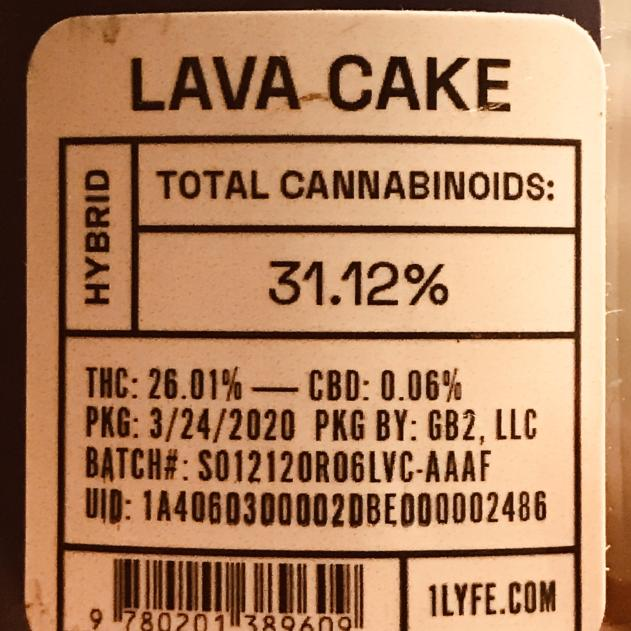 LAVA CAKE
HYBRID
TOTAL CANNABINOIDS:
31.12%
THC: 26.01% — CBD: 0.06%
PKG: 3/24/2020 PKG BY: GB2, LLC
BATCH#: S012120R06LVC-AAAF
UID: 1A4060300002DBE000002486
9 780201 389609
1LYFE.COM